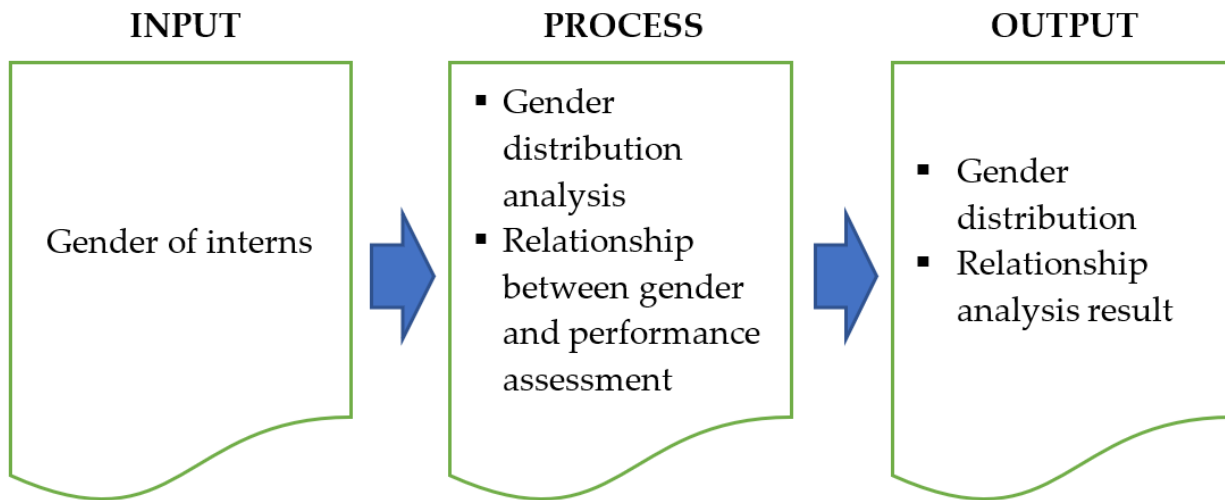 INPUT
Gender of interns
PROCESS
▪ Gender
distribution
analysis
▪ Relationship
between gender
and performance
assessment
OUTPUT
▪ Gender
distribution
▪ Relationship
analysis result